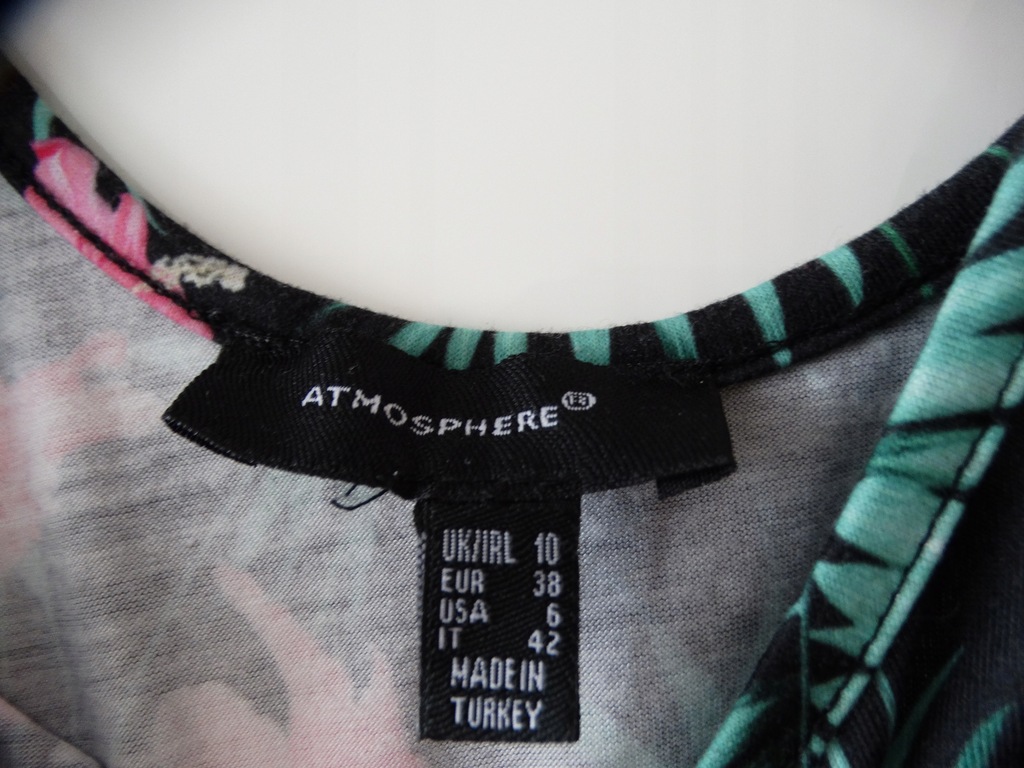 ATMOSPHERE®
UK/IRL 10
EUR 38
USA 6
IT 42
MADE IN
TURKEY